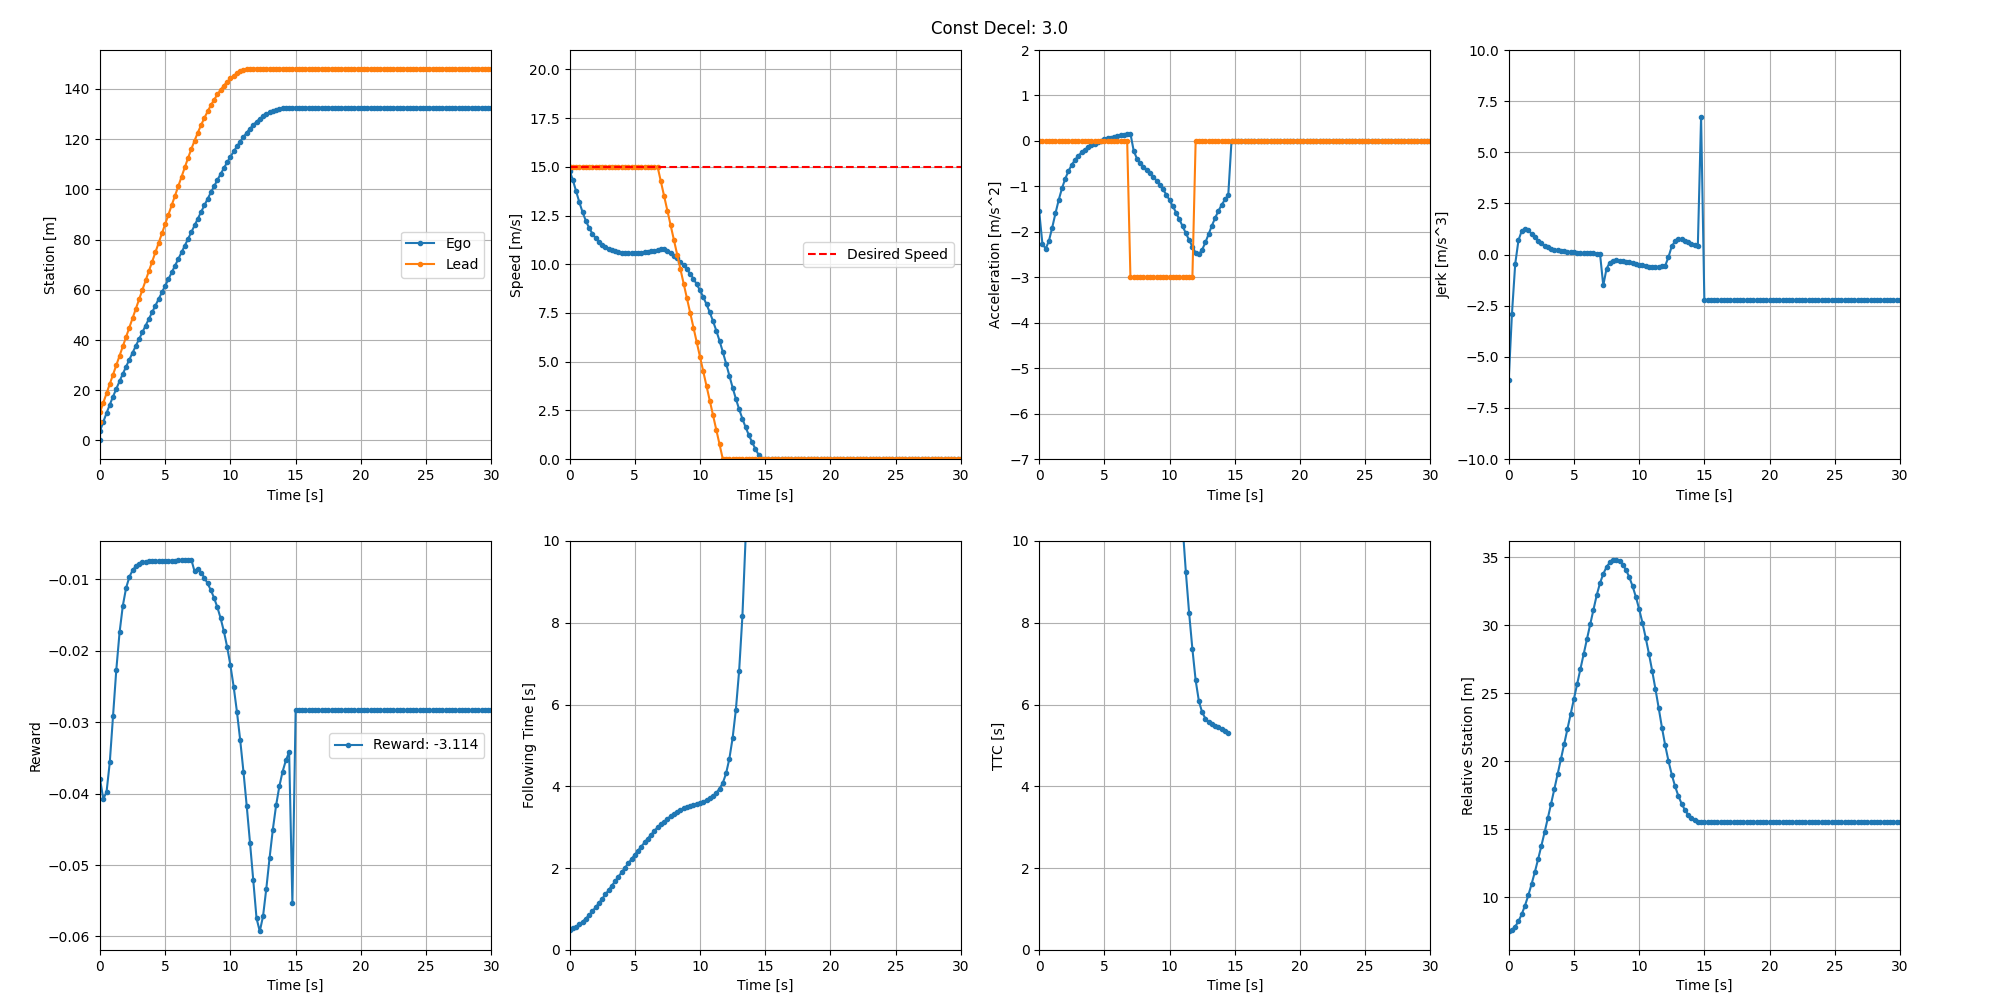 Const Decel: 3.0
Station [m]
140
120
100
80
60
40
20
0
Ego
Lead
0 5 10 15 20 25 30
Time [s]
Speed [m/s]
20.0
17.5
15.0
12.5
10.0
7.5
5.0
2.5
0.0
Desired Speed
0 5 10 15 20 25 30
Time [s]
Acceleration [m/s^2]
2
1
0
−1
−2
−3
−4
−5
−6
−7
0 5 10 15 20 25 30
Time [s]
Jerk [m/s^3]
10.0
7.5
5.0
2.5
0.0
−2.5
−5.0
−7.5
−10.0
0 5 10 15 20 25 30
Time [s]
Reward
−0.01
−0.02
−0.03
−0.04
−0.05
−0.06
Reward: -3.114
0 5 10 15 20 25 30
Time [s]
Following Time [s]
10
8
6
4
2
0
0 5 10 15 20 25 30
Time [s]
TTC [s]
10
8
6
4
2
0
0 5 10 15 20 25 30
Time [s]
Relative Station [m]
35
30
25
20
15
10
0 5 10 15 20 25 30
Time [s]